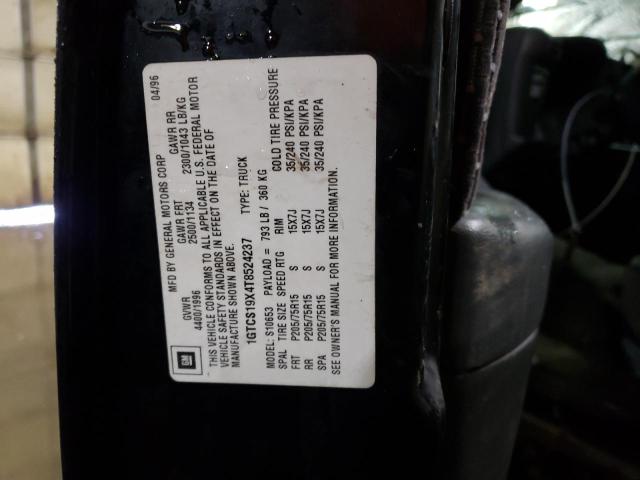 GM
MFD BY GENERAL MOTORS CORP 04/96
GVWR GAWR FRT GAWR RR
4400/1996 2500/1134 2300/1043 LB/KG
THIS VEHICLE CONFORMS TO ALL APPLICABLE U.S. FEDERAL MOTOR
VEHICLE SAFETY STANDARDS IN EFFECT ON THE DATE OF
MANUFACTURE SHOWN ABOVE.
1GTCS19X4T8524237 TYPE: TRUCK
MODEL: S10653 PAYLOAD = 793 LB / 360 KG
SPAL TIRE SIZE SPEED RTG RIM COLD TIRE PRESSURE
FRT P205/75R15 S 15X7J 35/240 PSI/KPA
RR P205/75R15 S 15X7J 35/240 PSI/KPA
SPA P205/75R15 S 15X7J 35/240 PSI/KPA
SEE OWNER'S MANUAL FOR MORE INFORMATION.